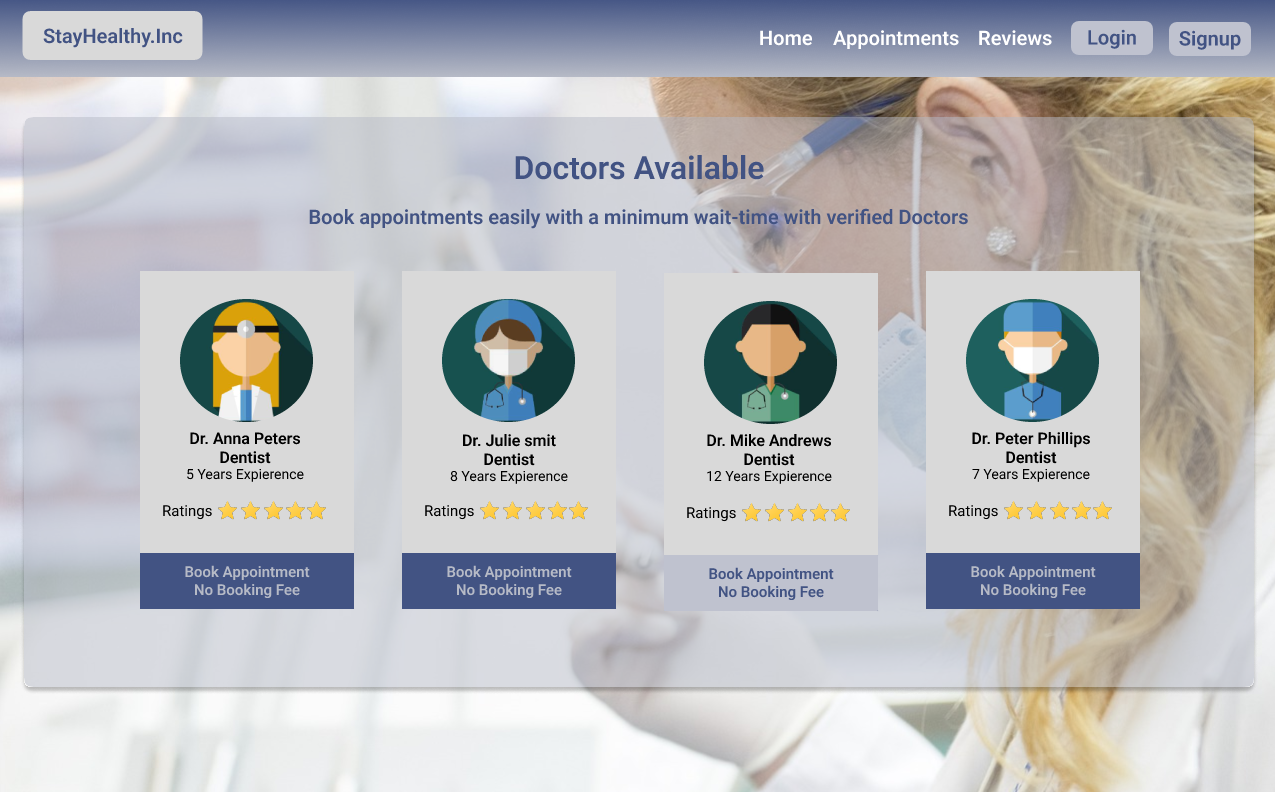 StayHealthy.Inc
Home Appointments Reviews Login Signup
Doctors Available
Book appointments easily with a minimum wait-time with verified Doctors
Dr. Anna Peters
Dentist
5 Years Expierence
Ratings
Book Appointment
No Booking Fee
Dr. Julie smit
Dentist
8 Years Expierence
Ratings
Book Appointment
No Booking Fee
Dr. Mike Andrews
Dentist
12 Years Expierence
Ratings
Book Appointment
No Booking Fee
Dr. Peter Phillips
Dentist
7 Years Expierence
Ratings
Book Appointment
No Booking Fee